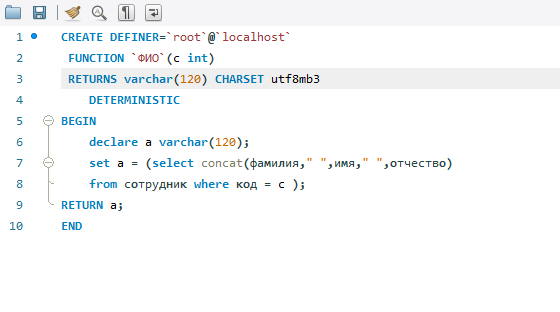 1 CREATE DEFINER=`root`@`localhost`
2 FUNCTION `ФИО`(c int)
3 RETURNS varchar(120) CHARSET utf8mb3
4 DETERMINISTIC
5 BEGIN
6 declare a varchar(120);
7 set a = (select concat(фамилия," ",имя," ",отчество)
8 from сотрудник where код = c );
9 RETURN a;
10 END